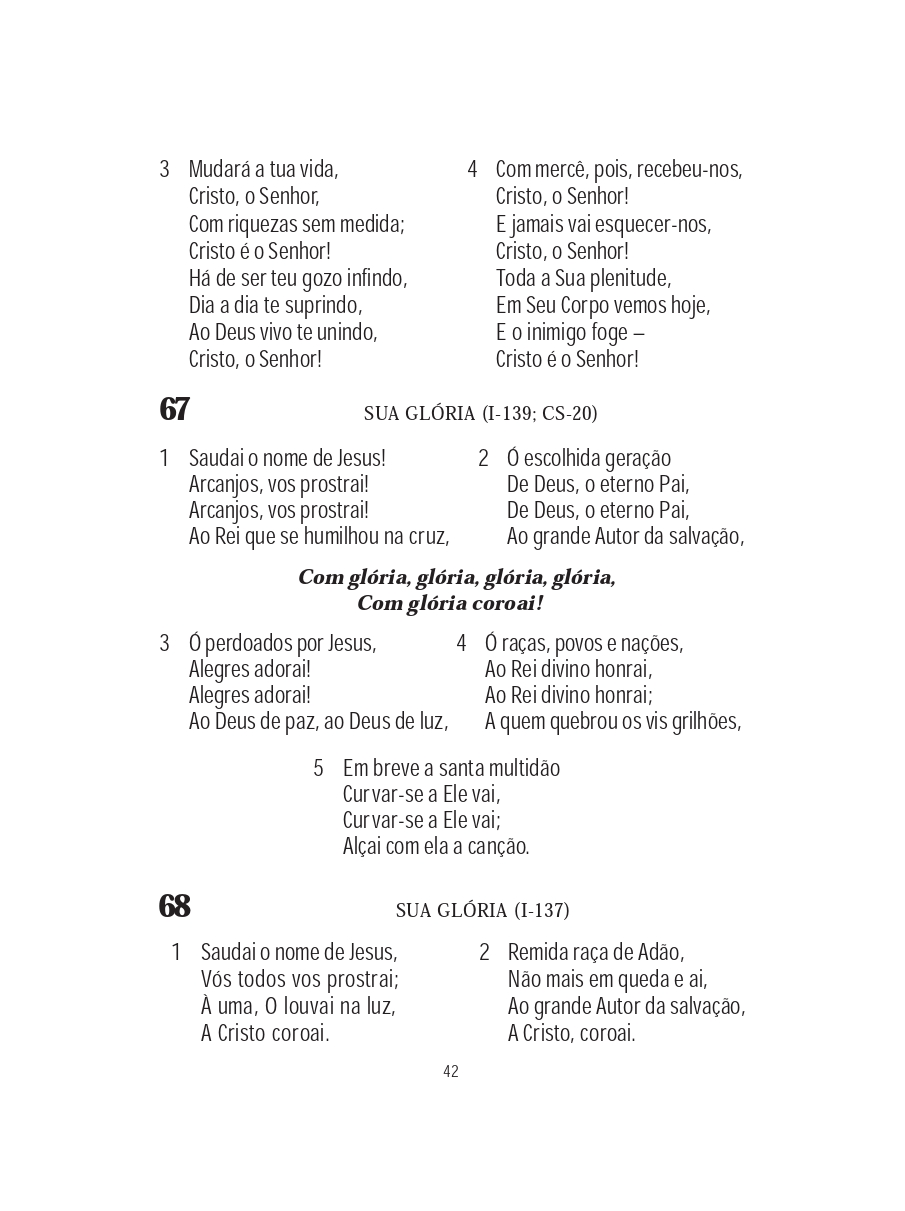 3 Mudará a tua vida,
Cristo, o Senhor,
Com riquezas sem medida;
Cristo é o Senhor!
Há de ser teu gozo infindo,
Dia a dia te suprindo,
Ao Deus vivo te unindo,
Cristo, o Senhor!
4 Com mercê, pois, recebeu-nos,
Cristo, o Senhor!
E jamais vai esquecer-nos,
Cristo, o Senhor!
Toda a Sua plenitude,
Em Seu Corpo vemos hoje,
E o inimigo foge –
Cristo é o Senhor!
67 SUA GLÓRIA (I-139; CS-20)
1 Saudai o nome de Jesus!
Arcanjos, vos prostrai!
Arcanjos, vos prostrai!
Ao Rei que se humilhou na cruz,
2 Ó escolhida geração
De Deus, o eterno Pai,
De Deus, o eterno Pai,
Ao grande Autor da salvação,
Com glória, glória, glória, glória,
Com glória coroai!
3 Ó perdoados por Jesus,
Alegres adorai!
Alegres adorai!
Ao Deus de paz, ao Deus de luz,
4 Ó raças, povos e nações,
Ao Rei divino honrai,
Ao Rei divino honrai;
A quem quebrou os vis grilhões,
5 Em breve a santa multidão
Curvar-se a Ele vai,
Curvar-se a Ele vai;
Alçai com ela a canção.
68 SUA GLÓRIA (I-137)
1 Saudai o nome de Jesus,
Vós todos vos prostrai;
À uma, O louvai na luz,
A Cristo coroai.
2 Remida raça de Adão,
Não mais em queda e ai,
Ao grande Autor da salvação,
A Cristo, coroai.
42